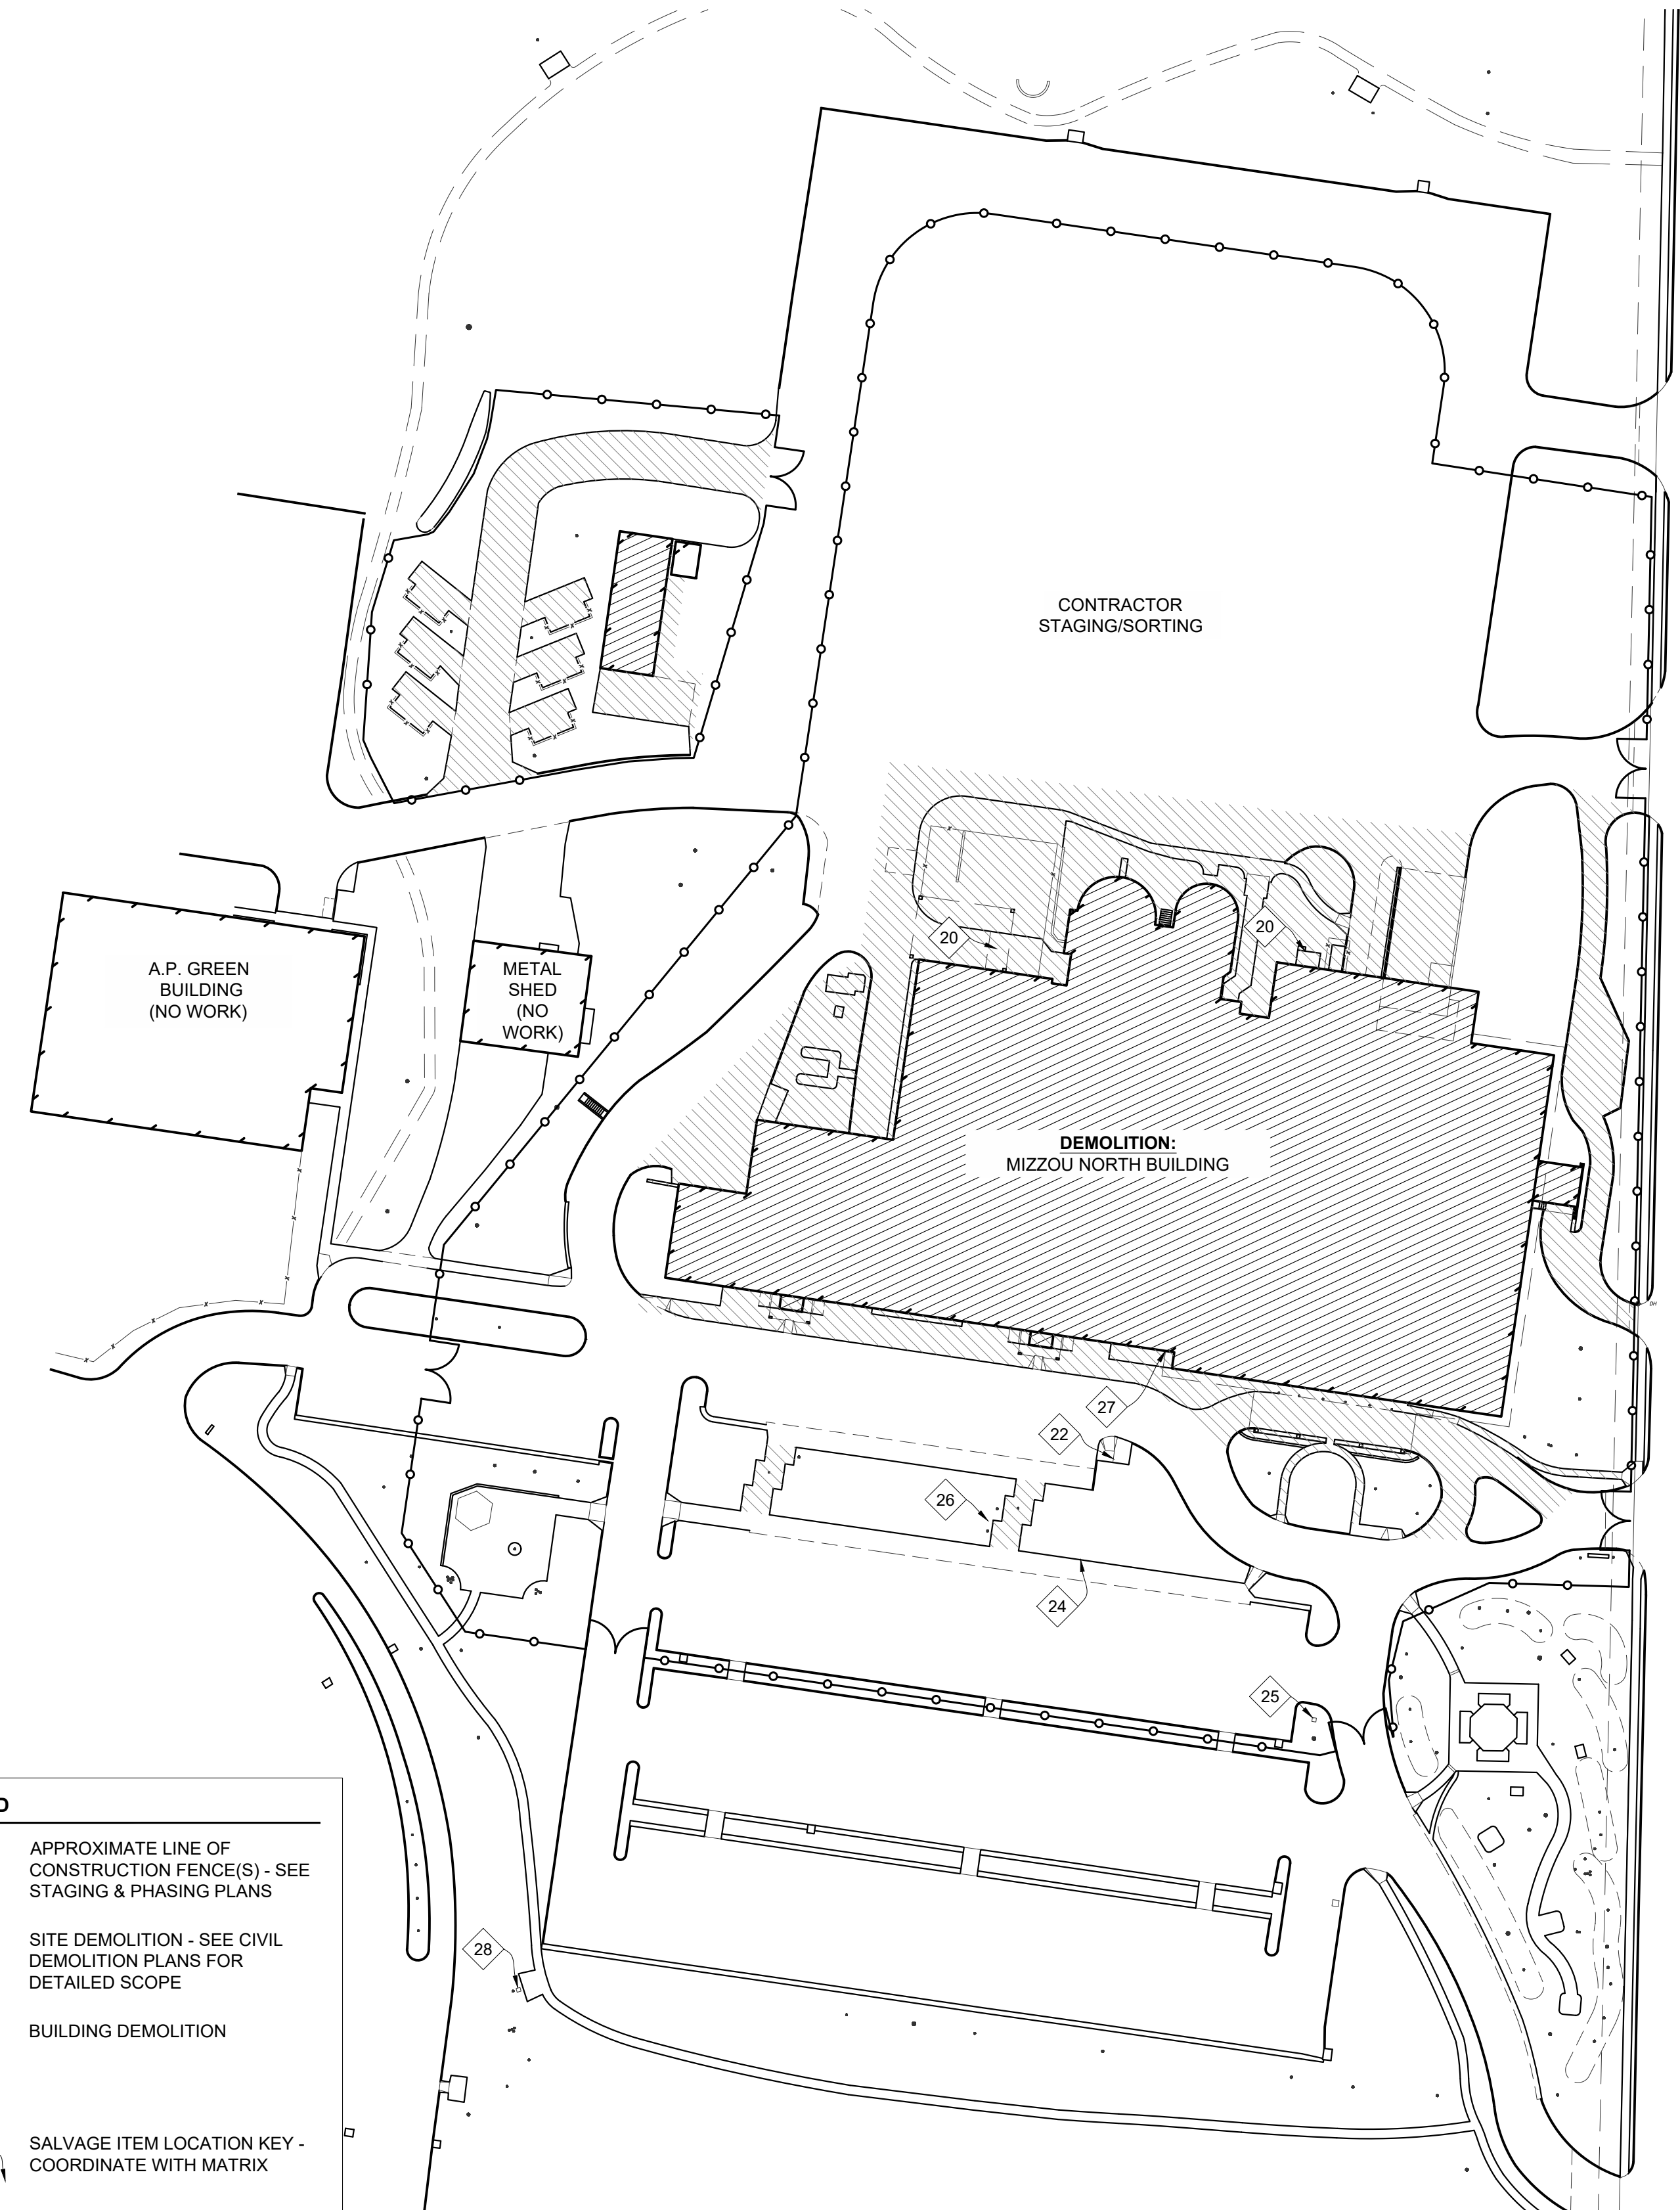 CONTRACTOR
STAGING/SORTING
20
20
A.P. GREEN
BUILDING
(NO WORK)
METAL
SHED
(NO
WORK)
DEMOLITION:
MIZZOU NORTH BUILDING
DH
27
22
26
24
25
28
D
APPROXIMATE LINE OF
CONSTRUCTION FENCE(S) - SEE
STAGING & PHASING PLANS
SITE DEMOLITION - SEE CIVIL
DEMOLITION PLANS FOR
DETAILED SCOPE
BUILDING DEMOLITION
SALVAGE ITEM LOCATION KEY -
COORDINATE WITH MATRIX